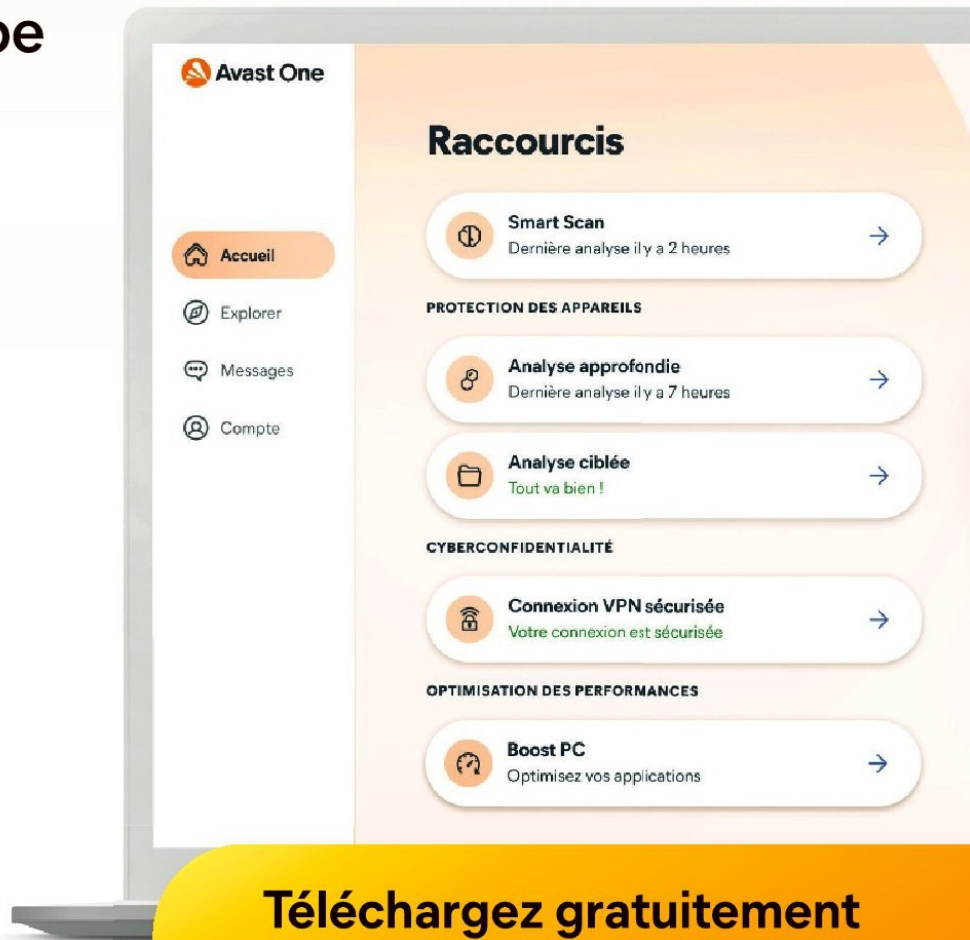 Avast One
Raccourcis
Smart Scan
Dernière analyse il y a 2 heures
Accueil
PROTECTION DES APPAREILS
Explorer
Analyse approfondie
Dernière analyse il y a 7 heures
Messages
Compte
Analyse ciblée
Tout va bien !
CYBERCONFIDENTIALITÉ
Connexion VPN sécurisée
Votre connexion est sécurisée
OPTIMISATION DES PERFORMANCES
Boost PC
Optimisez vos applications
Téléchargez gratuitement